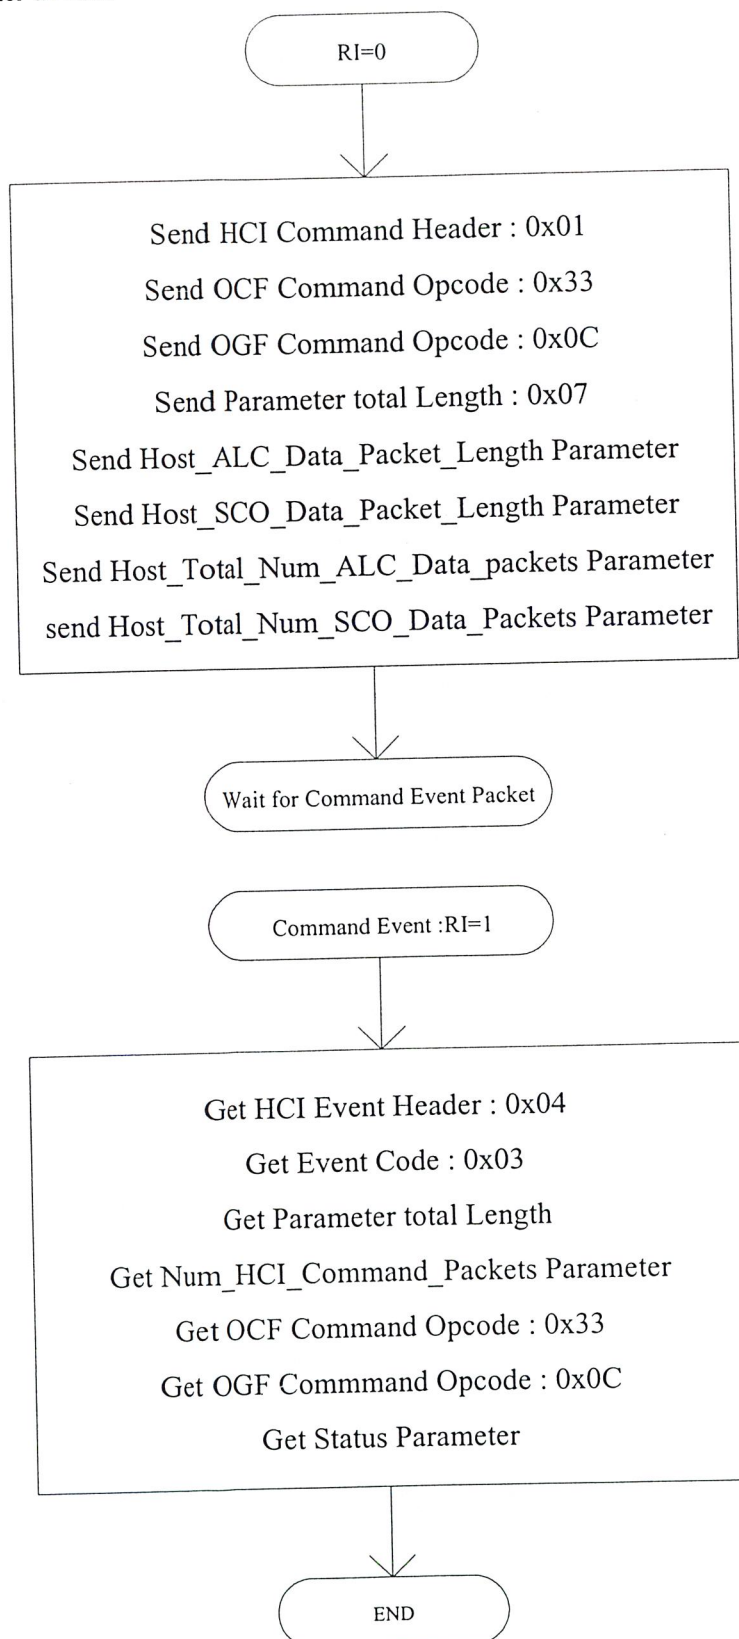 RI=0
Send HCI Command Header : 0x01
Send OCF Command Opcode : 0x33
Send OGF Command Opcode : 0x0C
Send Parameter total Length : 0x07
Send Host_ALC_Data_Packet_Length Parameter
Send Host_SCO_Data_Packet_Length Parameter
Send Host_Total_Num_ALC_Data_packets Parameter
send Host_Total_Num_SCO_Data_Packets Parameter
Wait for Command Event Packet
Command Event :RI=1
Get HCI Event Header : 0x04
Get Event Code : 0x03
Get Parameter total Length
Get Num_HCI_Command_Packets Parameter
Get OCF Command Opcode : 0x33
Get OGF Commmand Opcode : 0x0C
Get Status Parameter
END